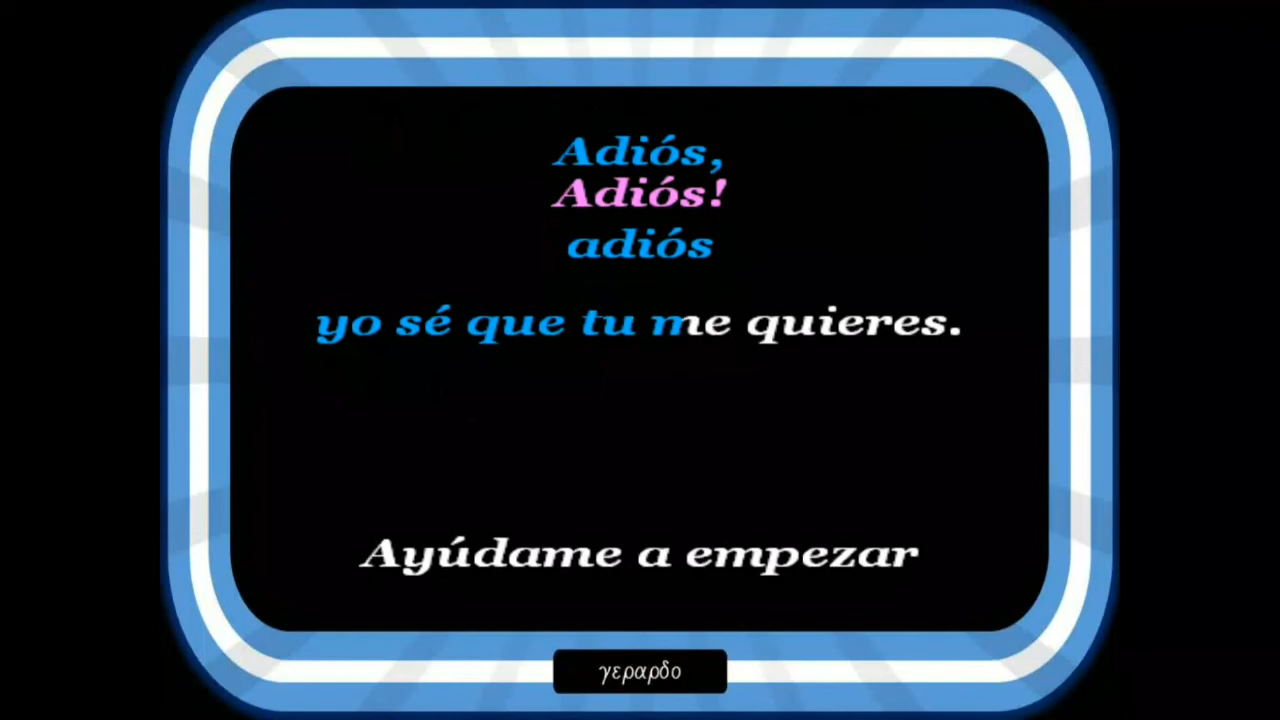 Adiós,
Adiós!
adiós
yo sé que tu me quieres.
Ayúdame a empezar
γεραρδο